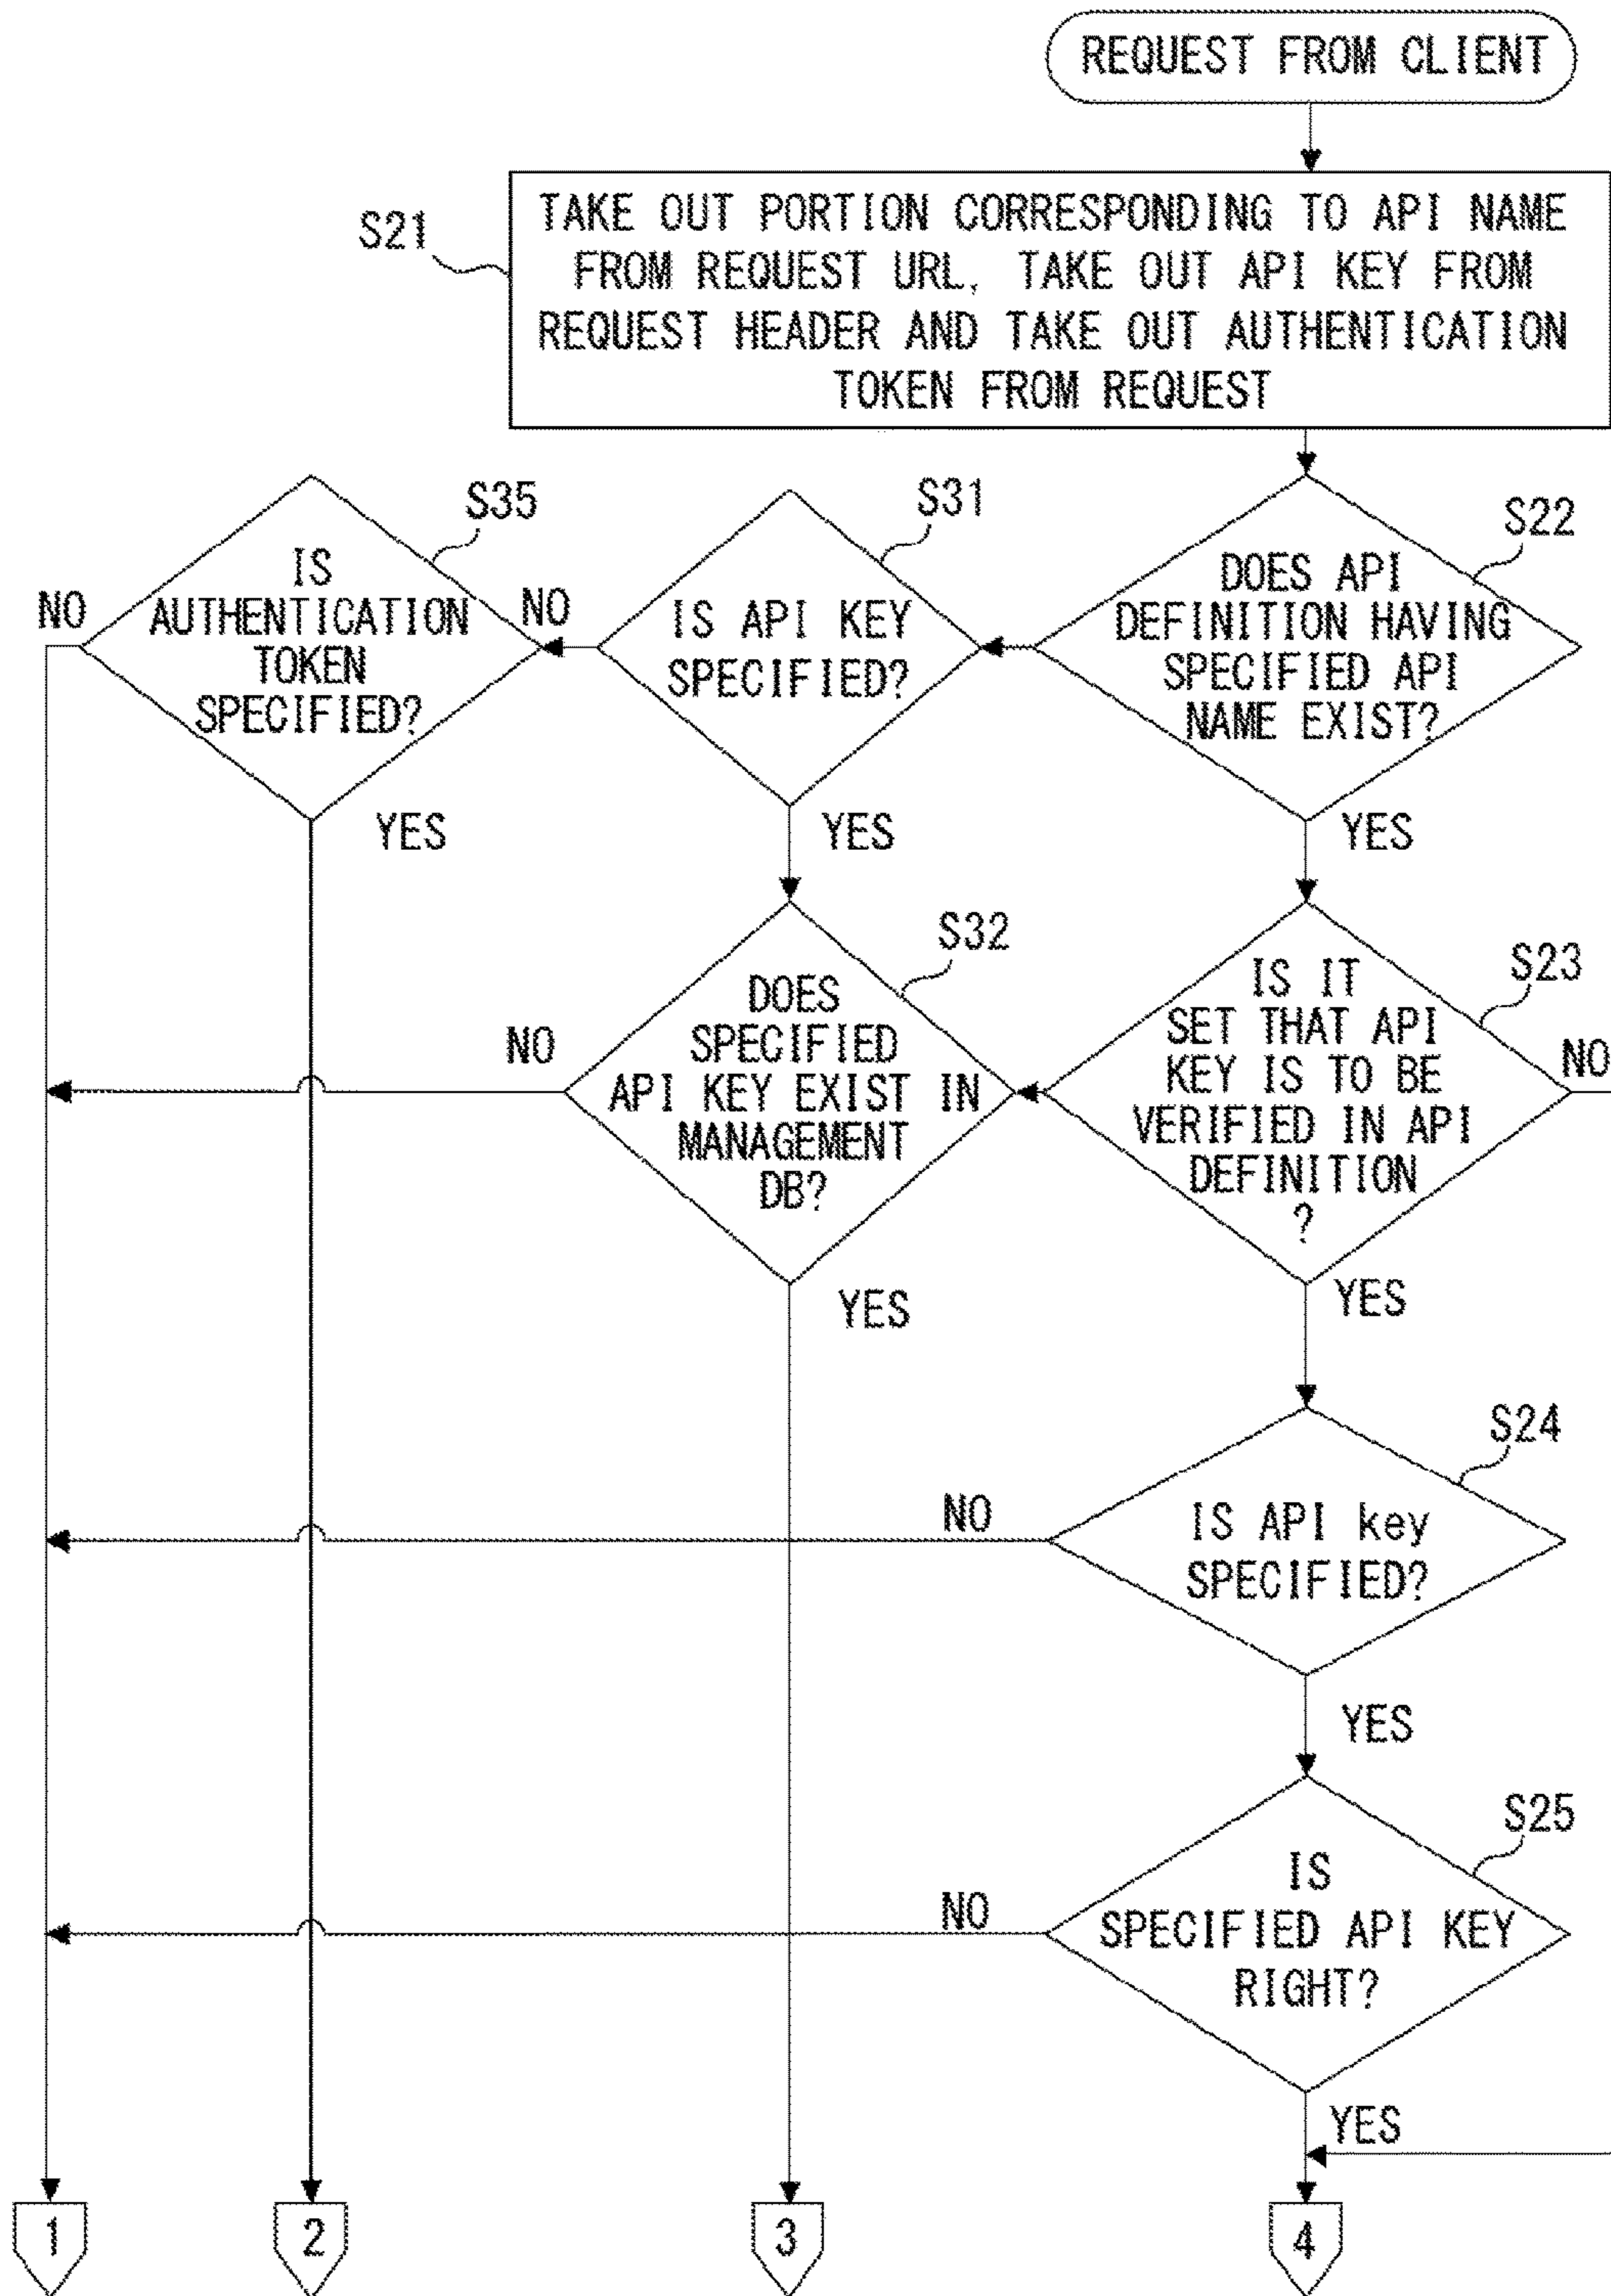 REQUEST FROM CLIENT
S21
TAKE OUT PORTION CORRESPONDING TO API NAME
FROM REQUEST URL, TAKE OUT API KEY FROM
REQUEST HEADER AND TAKE OUT AUTHENTICATION
TOKEN FROM REQUEST
S35
IS
AUTHENTICATION
TOKEN
SPECIFIED?
NO
YES
S31
IS API KEY
SPECIFIED?
NO
YES
S22
DOES API
DEFINITION HAVING
SPECIFIED API
NAME EXIST?
YES
S32
DOES
SPECIFIED
API KEY EXIST IN
MANAGEMENT
DB?
NO
YES
S23
IS IT
SET THAT API
KEY IS TO BE
VERIFIED IN API
DEFINITION
?
NO
YES
S24
IS API key
SPECIFIED?
NO
YES
S25
IS
SPECIFIED API KEY
RIGHT?
NO
YES
1
2
3
4